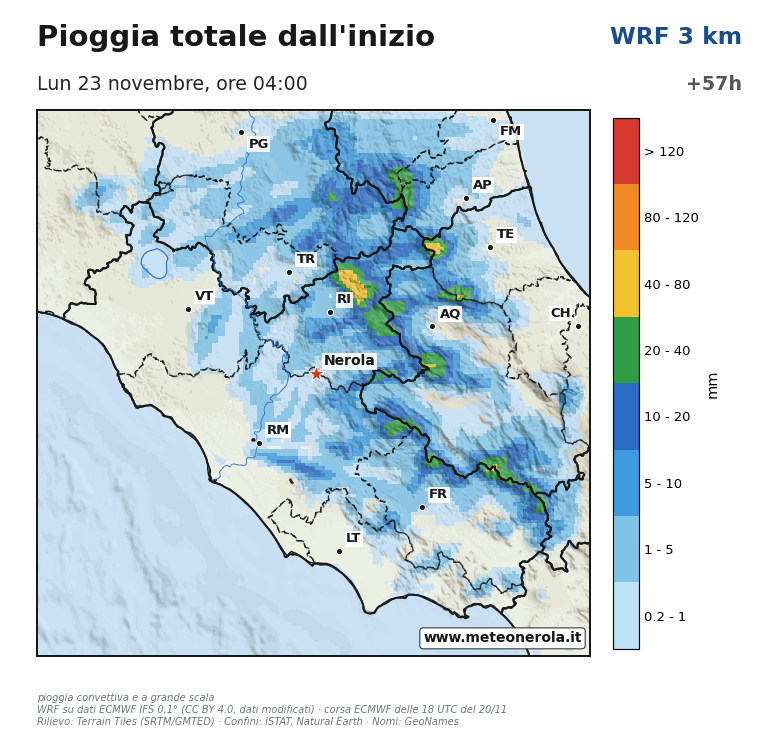 Pioggia totale dall'inizio
WRF 3 km
Lun 23 novembre, ore 04:00
+57h
FM
PG
AP
TE
TR
VT
RI
AQ
CH
Nerola
RM
FR
LT
www.meteonerola.it
> 120
80 - 120
40 - 80
20 - 40
10 - 20
5 - 10
1 - 5
0.2 - 1
mm
pioggia convettiva e a grande scala
WRF su dati ECMWF IFS 0,1° (CC BY 4.0, dati modificati) · corsa ECMWF delle 18 UTC del 20/11
Rilievo: Terrain Tiles (SRTM/GMTED) · Confini: ISTAT, Natural Earth · Nomi: GeoNames